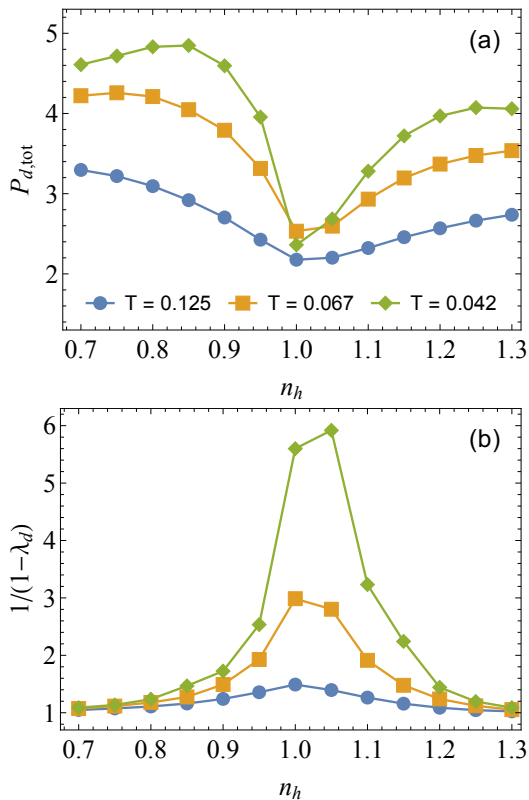 (a)
5
4
3
2
P_{d,tot}
T = 0.125 T = 0.067 T = 0.042
0.7 0.8 0.9 1.0 1.1 1.2 1.3
n_h
(b)
6
5
4
3
2
1
1/(1−λ_d)
0.7 0.8 0.9 1.0 1.1 1.2 1.3
n_h